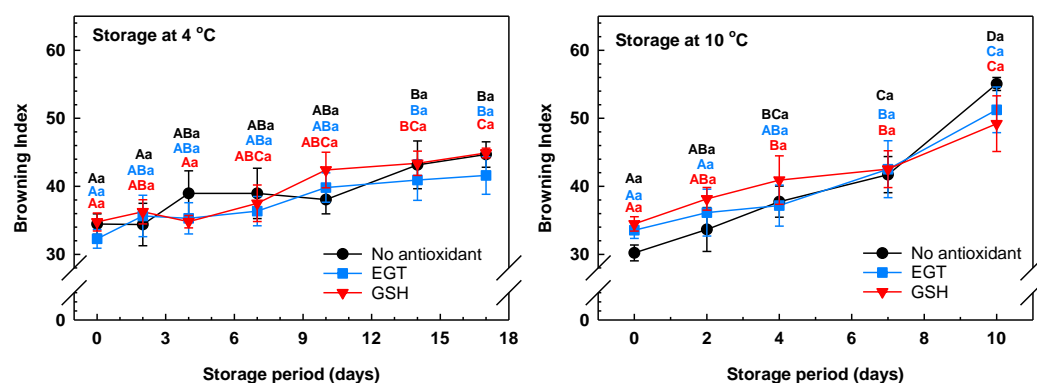 Storage at 4 °C
Browning Index
60
50
40
30
0
Aa
Aa
Aa
Aa
ABa
ABa
ABa
ABa
Aa
ABa
ABa
ABCa
ABa
ABa
ABCa
Ba
Ba
BCa
Ba
Ba
Ca
No antioxidant
EGT
GSH
0 3 6 9 12 15 18
Storage period (days)
Storage at 10 °C
Browning Index
60
50
40
30
0
Aa
Aa
Aa
ABa
Aa
ABa
BCa
ABa
Ba
Ca
Ba
Ba
Da
Ca
Ca
No antioxidant
EGT
GSH
0 2 4 6 8 10
Storage period (days)